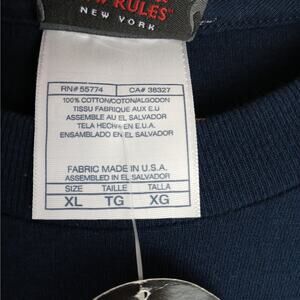 RULES
NEW YORK
RN# 55774 CA# 38327
100% COTTON/COTON/ALGODON
TISSU FABRIQUE AUX E.U
ASSEMBLE AU EL SALVADOR
TELA HECHA EN E.U.A.
ENSAMBLADO EN EL SALVADOR
FABRIC MADE IN U.S.A.
ASSEMBLED IN EL SALVADOR
SIZE TAILLE TALLA
XL TG XG